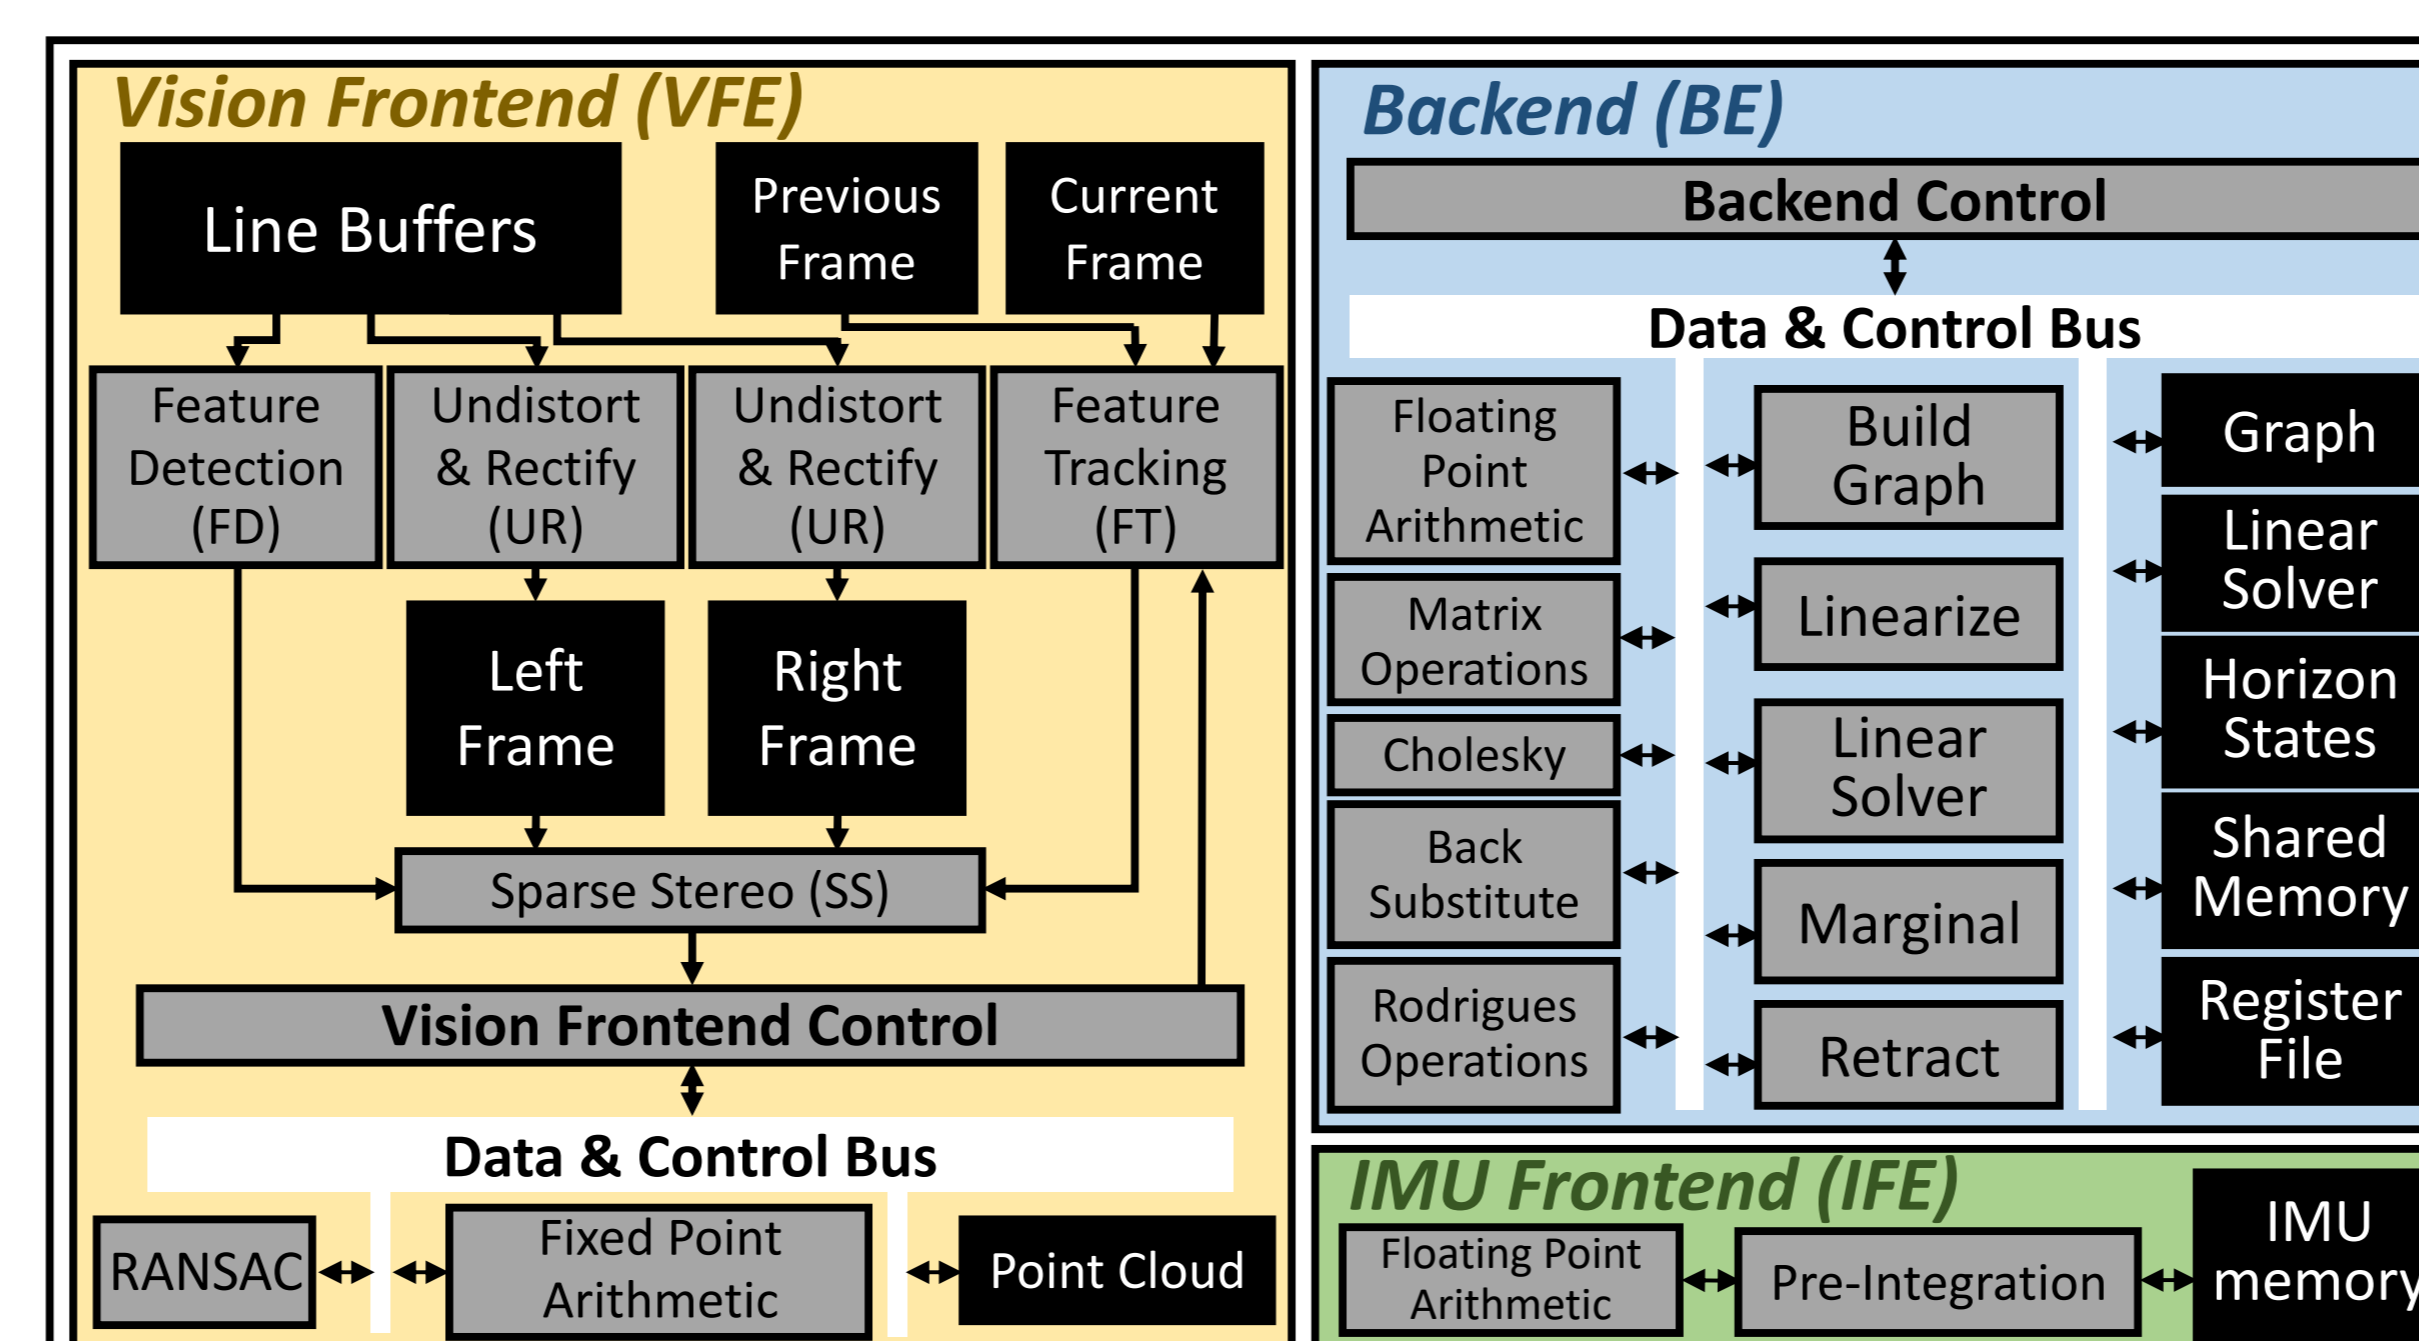 Vision Frontend (VFE)
Line Buffers
Previous
Frame
Current
Frame
Feature
Detection
(FD)
Undistort
& Rectify
(UR)
Undistort
& Rectify
(UR)
Feature
Tracking
(FT)
Left
Frame
Right
Frame
Sparse Stereo (SS)
Vision Frontend Control
Data & Control Bus
RANSAC
Fixed Point
Arithmetic
Point Cloud
Backend (BE)
Backend Control
Data & Control Bus
Floating
Point
Arithmetic
Matrix
Operations
Cholesky
Back
Substitute
Rodrigues
Operations
Build
Graph
Linearize
Linear
Solver
Marginal
Retract
Graph
Linear
Solver
Horizon
States
Shared
Memory
Register
File
IMU Frontend (IFE)
Floating Point
Arithmetic
Pre-Integration
IMU
memory